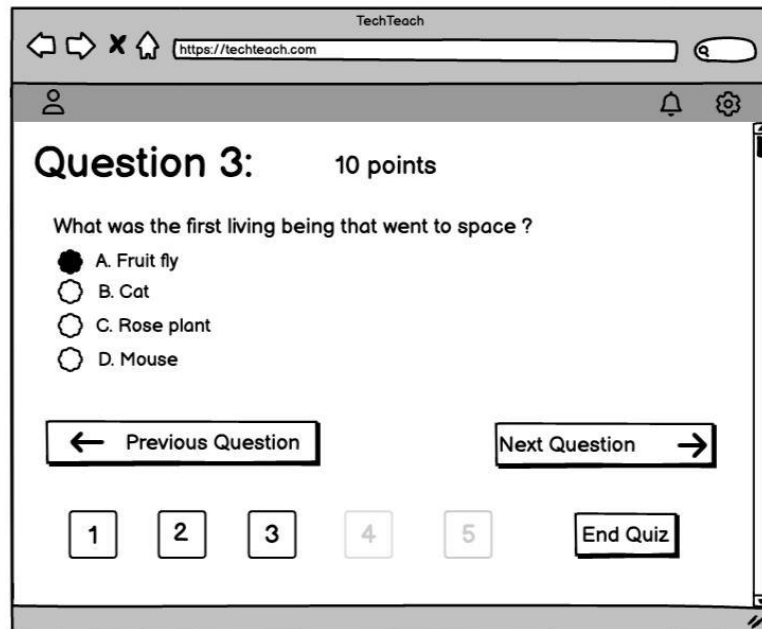 TechTeach
https://techteach.com
Question 3: 10 points
What was the first living being that went to space ?
A. Fruit fly
B. Cat
C. Rose plant
D. Mouse
Previous Question Next Question
1 2 3 4 5 End Quiz